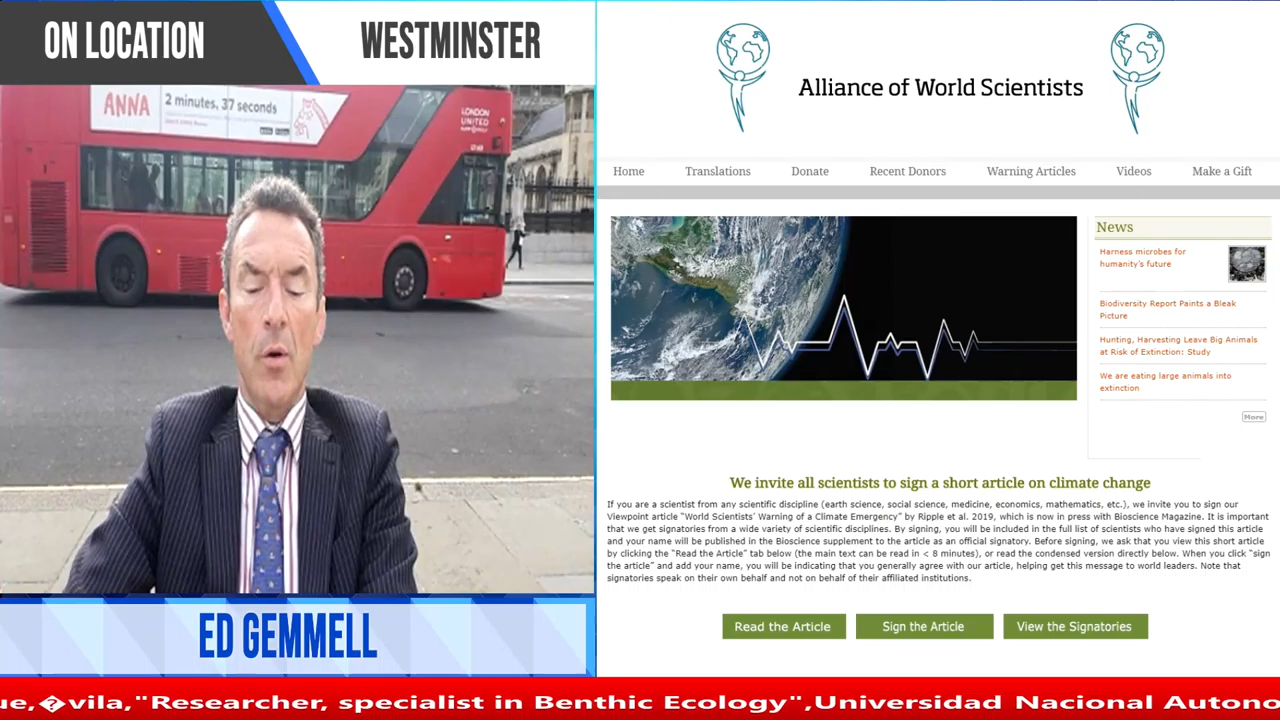 ON LOCATION
WESTMINSTER
ANNA
2 minutes, 37 seconds
LONDON
UNITED
ED GEMMELL
Alliance of World Scientists
Home
Translations
Donate
Recent Donors
Warning Articles
Videos
Make a Gift
News
Harness microbes for
humanity's future
Biodiversity Report Paints a Bleak
Picture
Hunting, Harvesting Leave Big Animals
at Risk of Extinction: Study
We are eating large animals into
extinction
More
We invite all scientists to sign a short article on climate change
If you are a scientist from any scientific discipline (earth science, social science, medicine, economics, mathematics, etc.), we invite you to sign our
Viewpoint article “World Scientists’ Warning of a Climate Emergency” by Ripple et al. 2019, which is now in press with Bioscience Magazine. It is important
that we get signatories from a wide variety of scientific disciplines. By signing, you will be included in the full list of scientists who have signed this article
and your name will be published in the Bioscience supplement to the article as an official signatory. Before signing, we ask that you view this short article
by clicking the “Read the Article” tab below (the main text can be read in < 8 minutes), or read the condensed version directly below. When you click “sign
the article” and add your name, you will be indicating that you generally agree with our article, helping get this message to world leaders. Note that
signatories speak on their own behalf and not on behalf of their affiliated institutions.
Read the Article
Sign the Article
View the Signatories
ue,�vila,"Researcher, specialist in Benthic Ecology",Universidad Nacional Autono